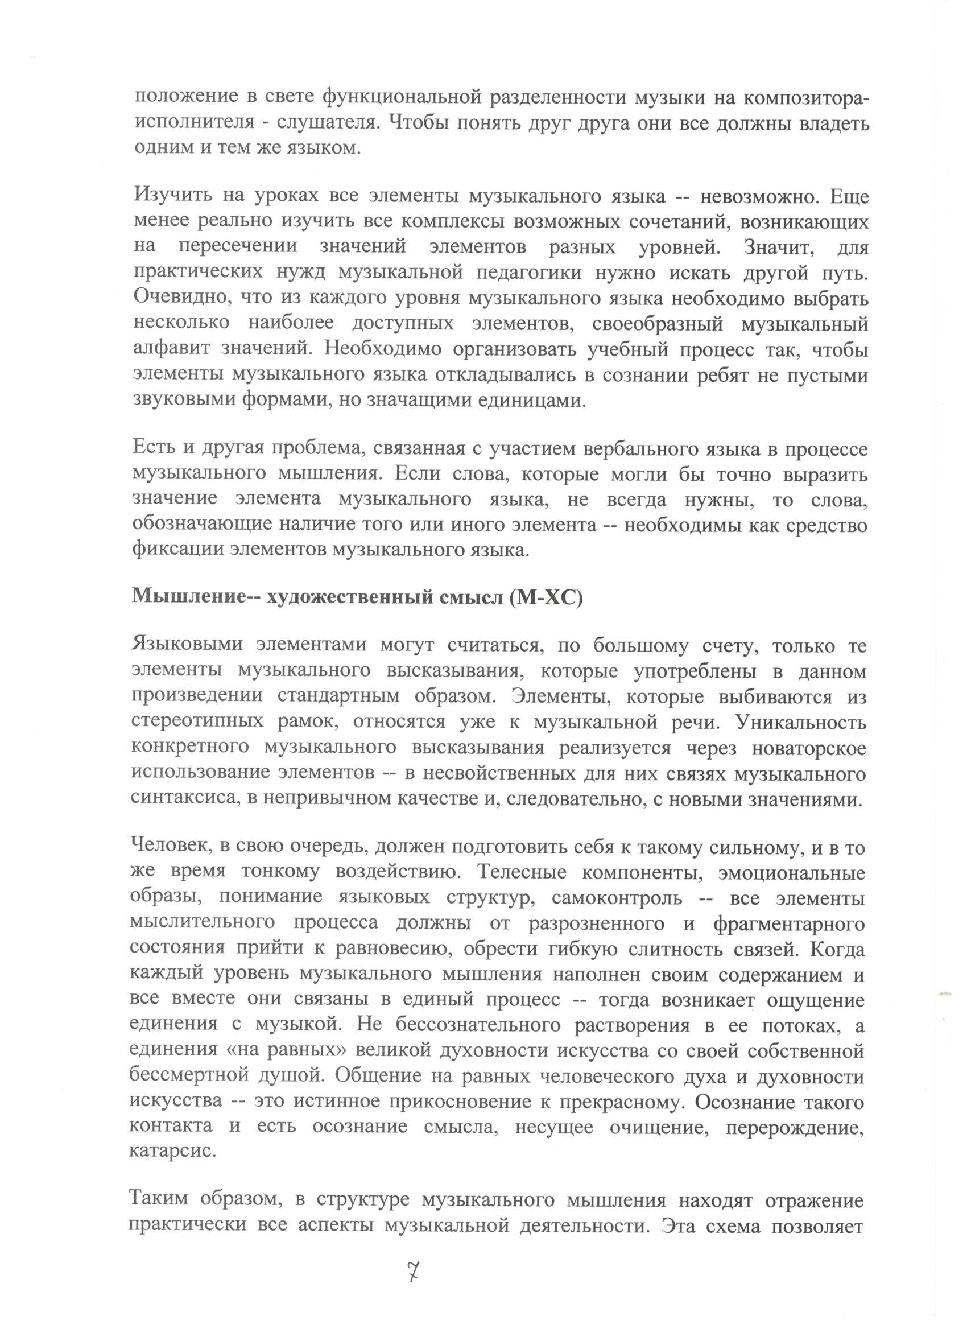 положение в свете функциональной разделенности музыки на композитора-
исполнителя - слушателя. Чтобы понять друг друга они все должны владеть
одним и тем же языком.
Изучить на уроках все элементы музыкального языка -- невозможно. Еще
менее реально изучить все комплексы возможных сочетаний, возникающих
на пересечении значений элементов разных уровней. Значит, для
практических нужд музыкальной педагогики нужно искать другой путь.
Очевидно, что из каждого уровня музыкального языка необходимо выбрать
несколько наиболее доступных элементов, своеобразный музыкальный
алфавит значений. Необходимо организовать учебный процесс так, чтобы
элементы музыкального языка откладывались в сознании ребят не пустыми
звуковыми формами, но значащими единицами.
Есть и другая проблема, связанная с участием вербального языка в процессе
музыкального мышления. Если слова, которые могли бы точно выразить
значение элемента музыкального языка, не всегда нужны, то слова,
обозначающие наличие того или иного элемента -- необходимы как средство
фиксации элементов музыкального языка.
Мышление-- художественный смысл (М-ХС)
Языковыми элементами могут считаться, по большому счету, только те
элементы музыкального высказывания, которые употреблены в данном
произведении стандартным образом. Элементы, которые выбиваются из
стереотипных рамок, относятся уже к музыкальной речи. Уникальность
конкретного музыкального высказывания реализуется через новаторское
использование элементов -- в несвойственных для них связях музыкального
синтаксиса, в непривычном качестве и, следовательно, с новыми значениями.
Человек, в свою очередь, должен подготовить себя к такому сильному, и в то
же время тонкому воздействию. Телесные компоненты, эмоциональные
образы, понимание языковых структур, самоконтроль -- все элементы
мыслительного процесса должны от разрозненного и фрагментарного
состояния прийти к равновесию, обрести гибкую слитность связей. Когда
каждый уровень музыкального мышления наполнен своим содержанием и
все вместе они связаны в единый процесс -- тогда возникает ощущение
единения с музыкой. Не бессознательного растворения в ее потоках, а
единения «на равных» великой духовности искусства со своей собственной
бессмертной душой. Общение на равных человеческого духа и духовности
искусства -- это истинное прикосновение к прекрасному. Осознание такого
контакта и есть осознание смысла, несущее очищение, перерождение,
катарсис.
Таким образом, в структуре музыкального мышления находят отражение
практически все аспекты музыкальной деятельности. Эта схема позволяет
7